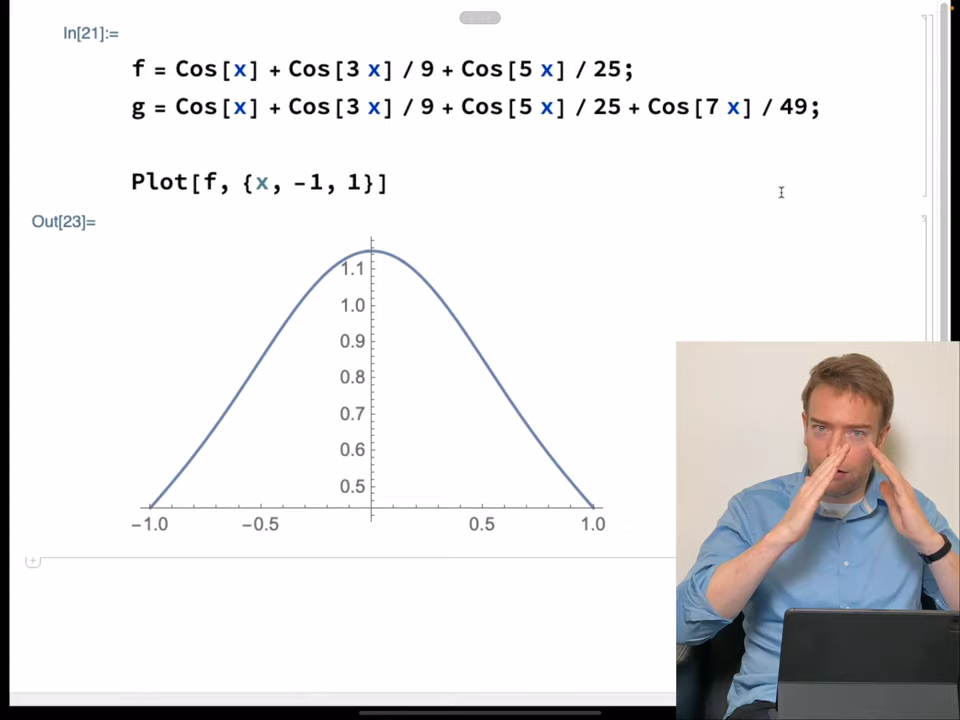 In[21]:=
f = Cos[x] + Cos[3 x] / 9 + Cos[5 x] / 25;
g = Cos[x] + Cos[3 x] / 9 + Cos[5 x] / 25 + Cos[7 x] / 49;
Plot[f, {x, -1, 1}]
Out[23]=
1.1
1.0
0.9
0.8
0.7
0.6
0.5
-1.0 -0.5 0.5 1.0